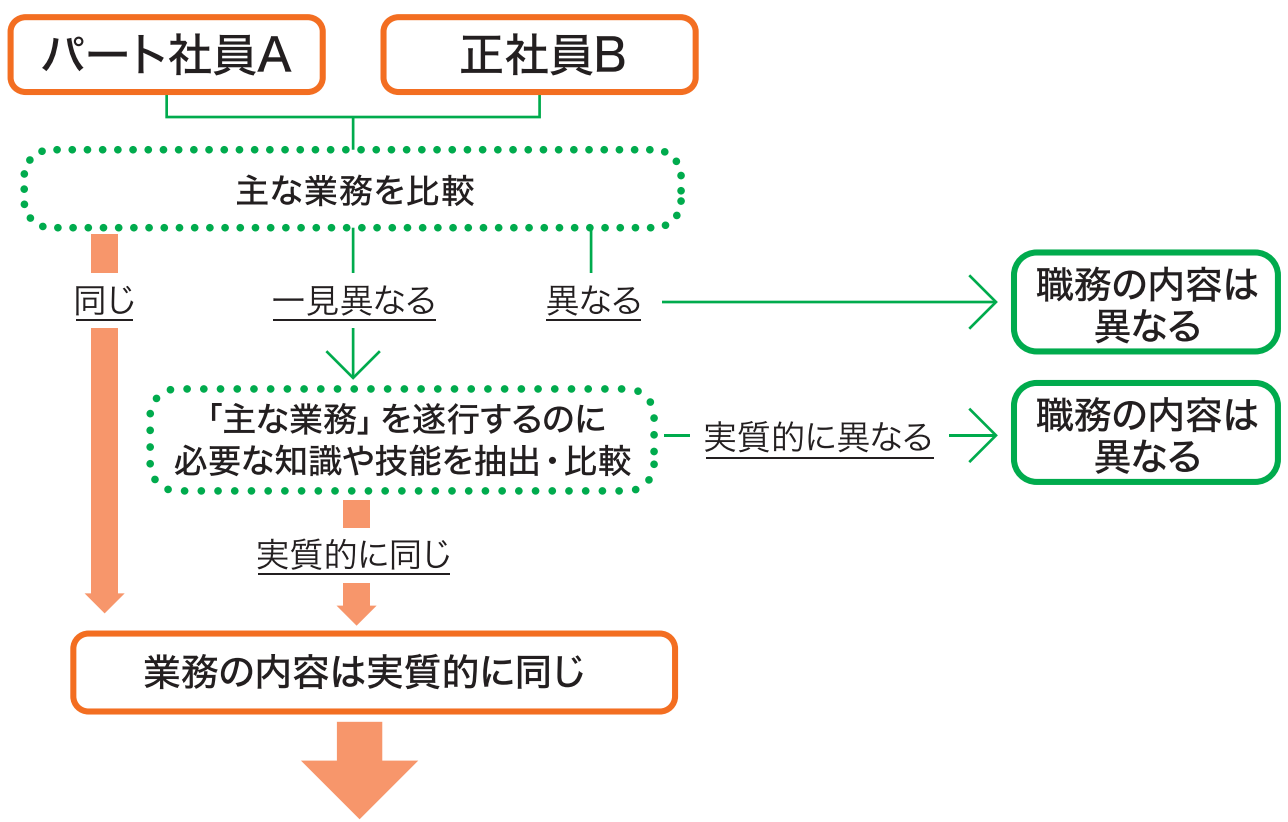 パート社員A
正社員B
主な業務を比較
同じ
一見異なる
異なる
職務の内容は
異なる
「主な業務」を遂行するのに
必要な知識や技能を抽出・比較
実質的に異なる
職務の内容は
異なる
実質的に同じ
業務の内容は実質的に同じ